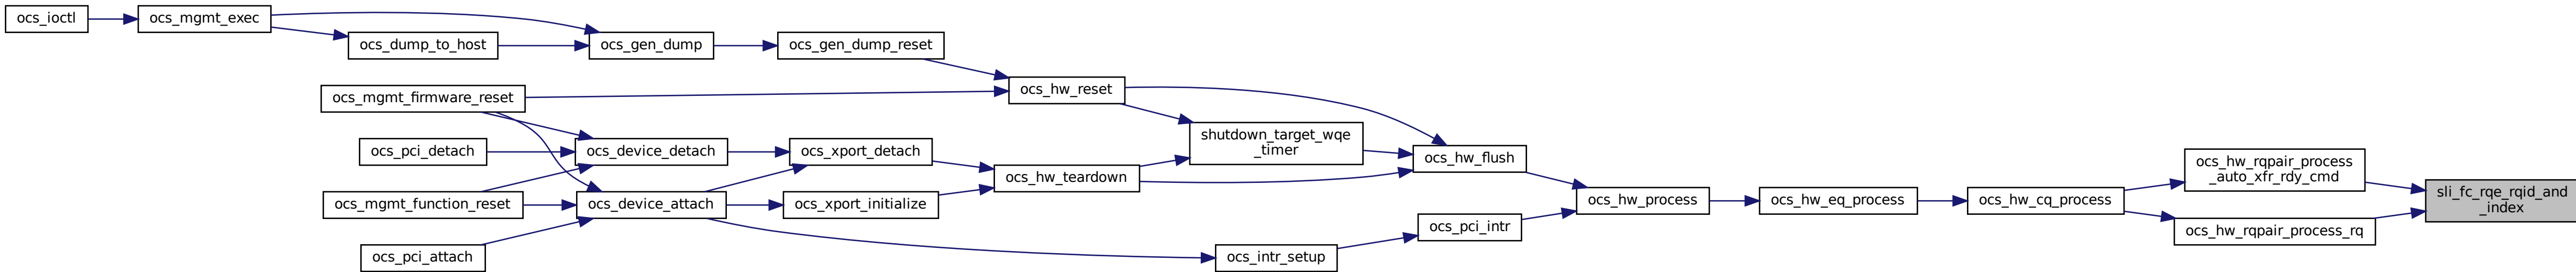 ocs_ioctl
ocs_mgmt_exec
ocs_dump_to_host
ocs_gen_dump
ocs_gen_dump_reset
ocs_mgmt_firmware_reset
ocs_hw_reset
ocs_pci_detach
ocs_device_detach
ocs_xport_detach
shutdown_target_wqe
_timer
ocs_hw_flush
ocs_hw_teardown
ocs_mgmt_function_reset
ocs_device_attach
ocs_xport_initialize
ocs_pci_attach
ocs_intr_setup
ocs_pci_intr
ocs_hw_process
ocs_hw_eq_process
ocs_hw_cq_process
ocs_hw_rqpair_process
_auto_xfr_rdy_cmd
ocs_hw_rqpair_process_rq
sli_fc_rqe_rqid_and
_index